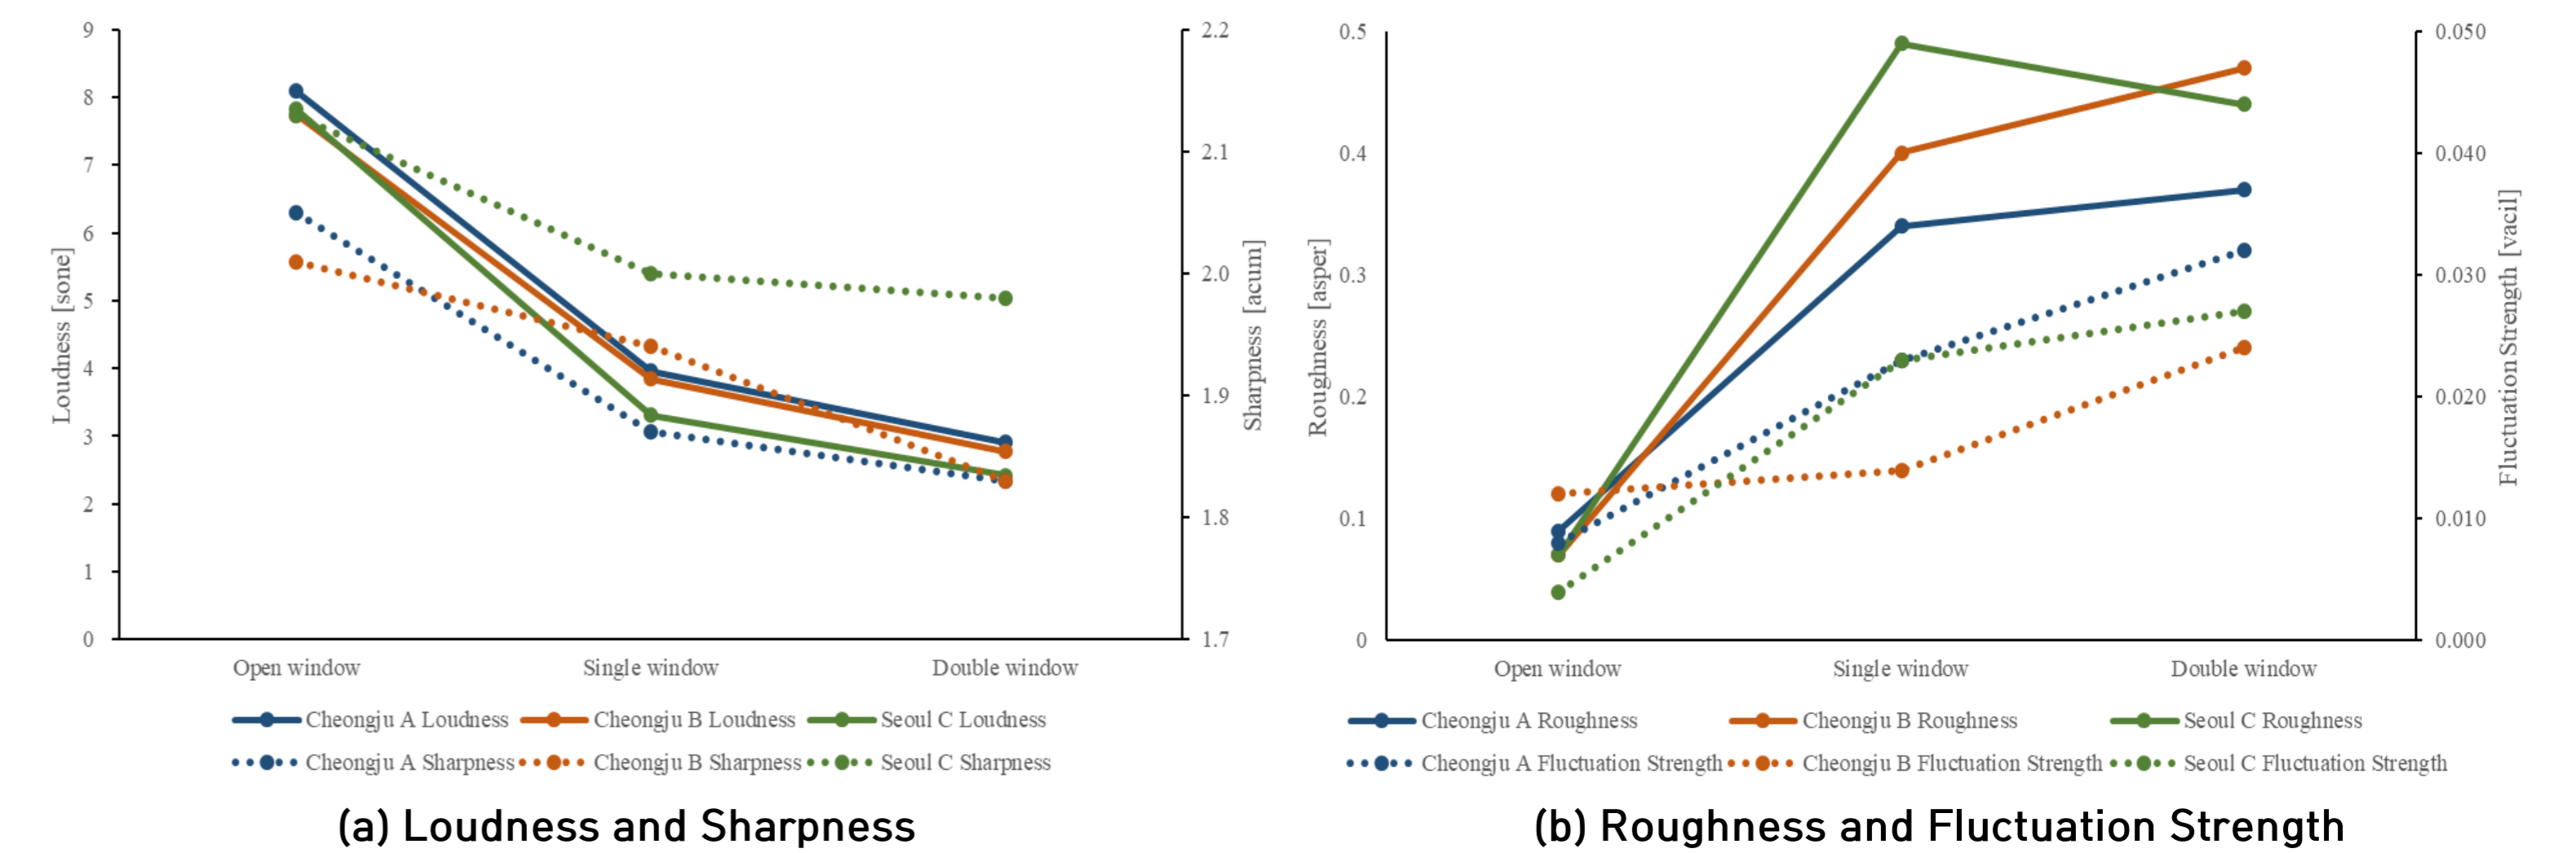 9
8
7
6
5
4
3
2
1
0
Loudness [sone]
2.2
2.1
2.0
1.9
1.8
1.7
Sharpness [acum]
Open window
Single window
Double window
Cheongju A Loudness
Cheongju B Loudness
Seoul C Loudness
Cheongju A Sharpness
Cheongju B Sharpness
Seoul C Sharpness
(a) Loudness and Sharpness
0.5
0.4
0.3
0.2
0.1
0
Roughness [asper]
0.050
0.040
0.030
0.020
0.010
0.000
Fluctuation Strength [vacil]
Open window
Single window
Double window
Cheongju A Roughness
Cheongju B Roughness
Seoul C Roughness
Cheongju A Fluctuation Strength
Cheongju B Fluctuation Strength
Seoul C Fluctuation Strength
(b) Roughness and Fluctuation Strength